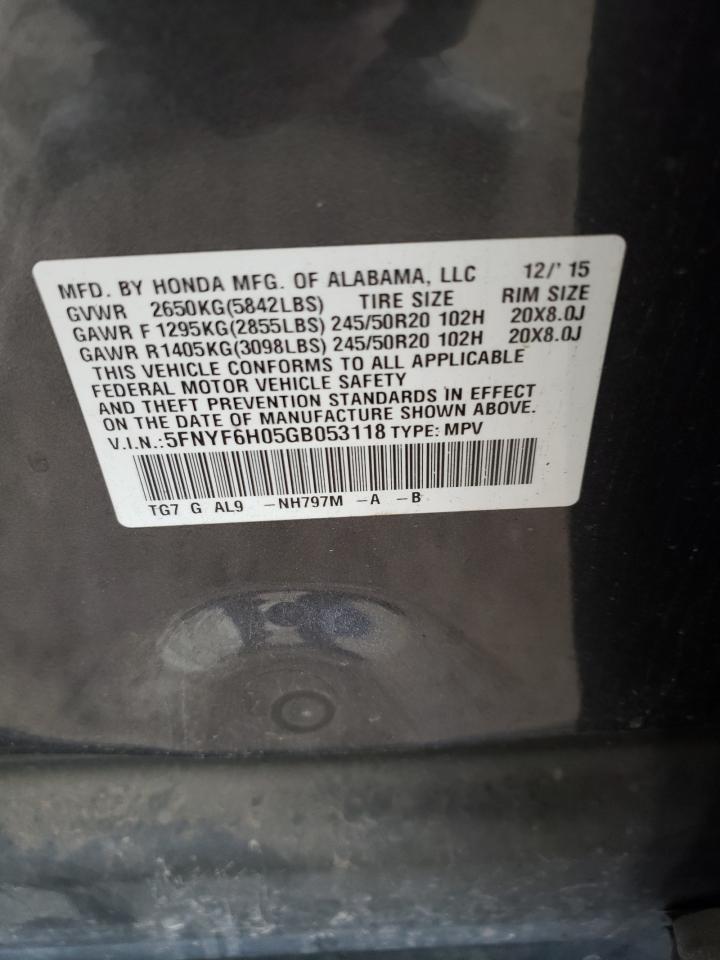 MFD. BY HONDA MFG. OF ALABAMA, LLC 12/' 15
GVWR 2650KG(5842LBS) TIRE SIZE RIM SIZE
GAWR F 1295KG(2855LBS) 245/50R20 102H 20X8.0J
GAWR R1405KG(3098LBS) 245/50R20 102H 20X8.0J
THIS VEHICLE CONFORMS TO ALL APPLICABLE
FEDERAL MOTOR VEHICLE SAFETY
AND THEFT PREVENTION STANDARDS IN EFFECT
ON THE DATE OF MANUFACTURE SHOWN ABOVE.
V.I.N.:5FNYF6H05GB053118 TYPE: MPV
TG7 G AL9 -NH797M -A -B